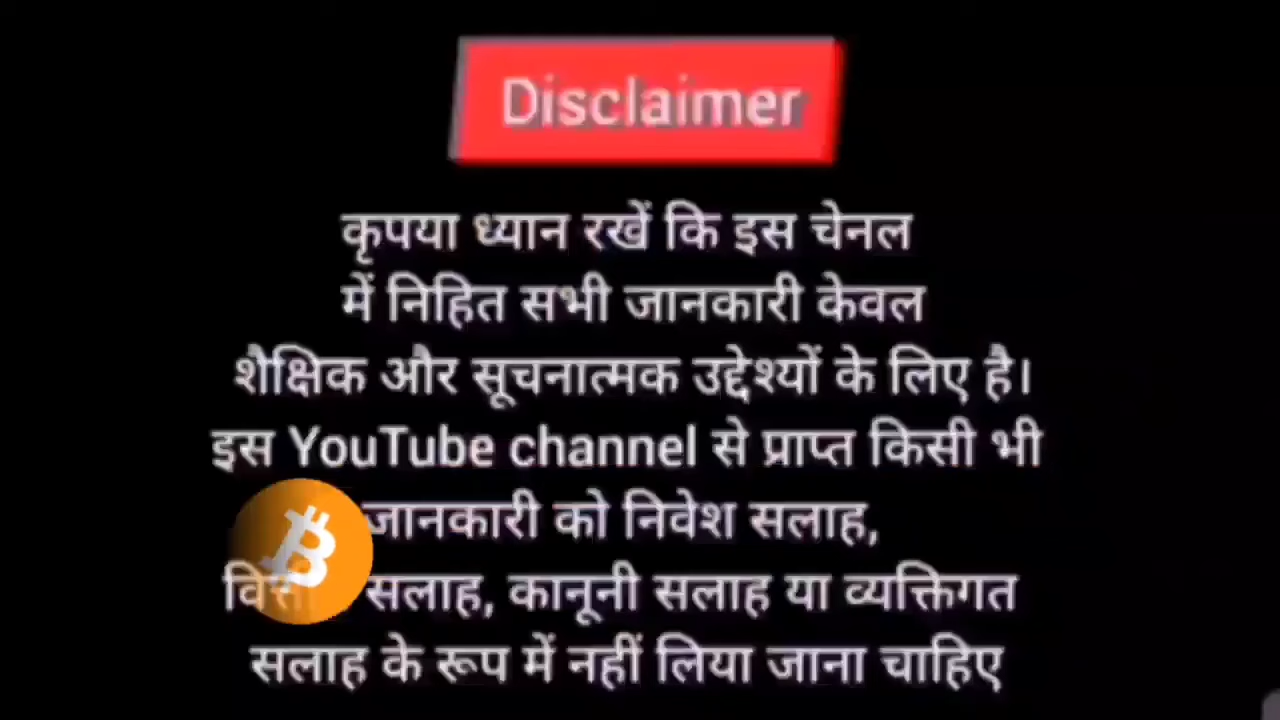 Disclaimer
कृपया ध्यान रखें कि इस चेनल
में निहित सभी जानकारी केवल
शैक्षिक और सूचनात्मक उद्देश्यों के लिए है।
इस YouTube channel से प्राप्त किसी भी
जानकारी को निवेश सलाह,
सलाह, कानूनी सलाह या व्यक्तिगत
सलाह के रूप में नहीं लिया जाना चाहिए